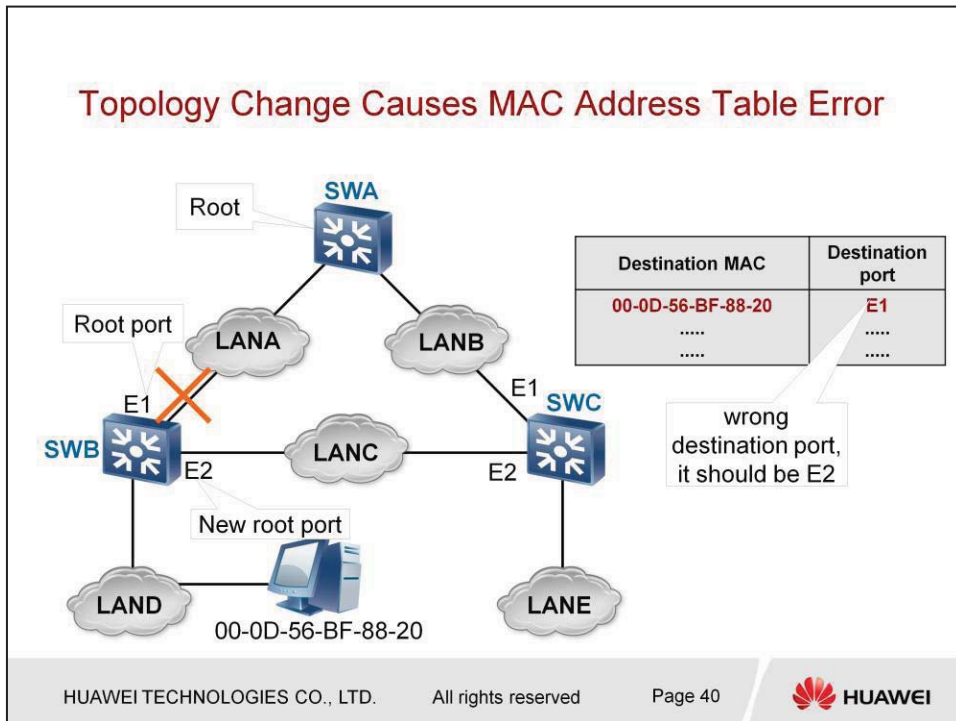 Topology Change Causes MAC Address Table Error
SWA
Root
Destination MAC
Destination
port
00-0D-56-BF-88-20
E1
.....
.....
.....
.....
Root port
LANA
LANB
E1
E1
SWC
wrong
destination port,
it should be E2
SWB
LANC
E2
E2
New root port
LAND
LANE
00-0D-56-BF-88-20
HUAWEI TECHNOLOGIES CO., LTD.
All rights reserved
Page 40
HUAWEI